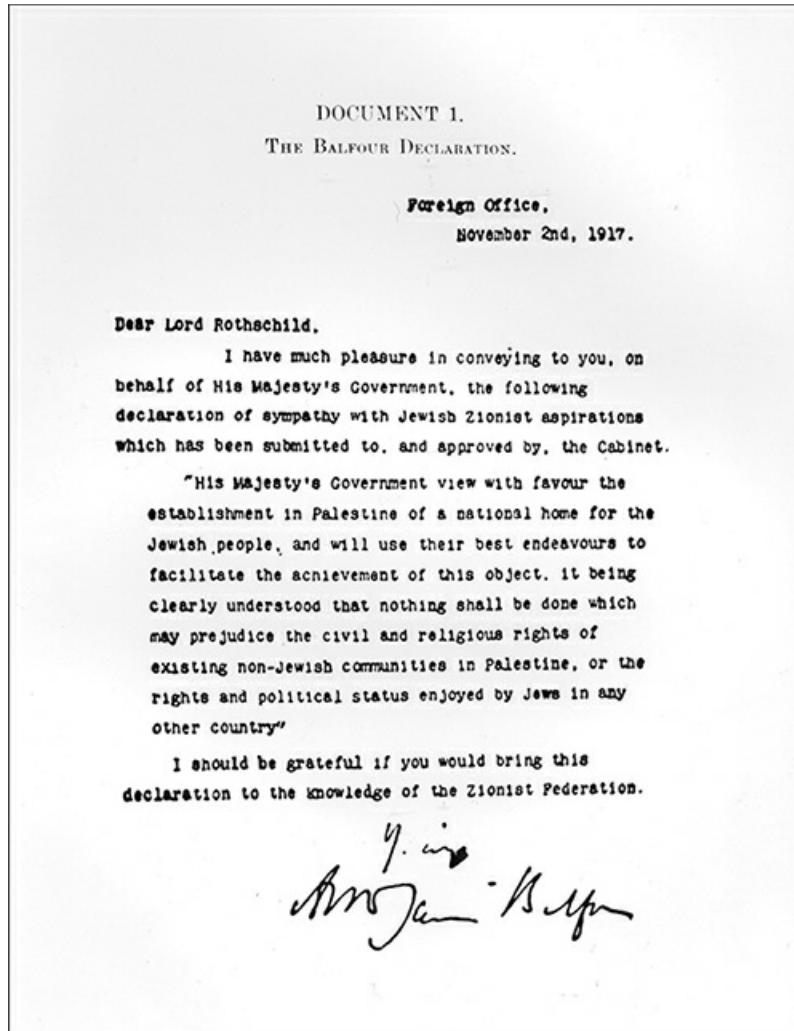 DOCUMENT 1.
THE BALFOUR DECLARATION.
Foreign Office,
November 2nd, 1917.
Dear Lord Rothschild,
I have much pleasure in conveying to you, on
behalf of His Majesty's Government, the following
declaration of sympathy with Jewish Zionist aspirations
which has been submitted to, and approved by, the Cabinet.
"His Majesty's Government view with favour the
establishment in Palestine of a national home for the
Jewish people, and will use their best endeavours to
facilitate the achievement of this object, it being
clearly understood that nothing shall be done which
may prejudice the civil and religious rights of
existing non-Jewish communities in Palestine, or the
rights and political status enjoyed by Jews in any
other country"
I should be grateful if you would bring this
declaration to the knowledge of the Zionist Federation.
Balfour